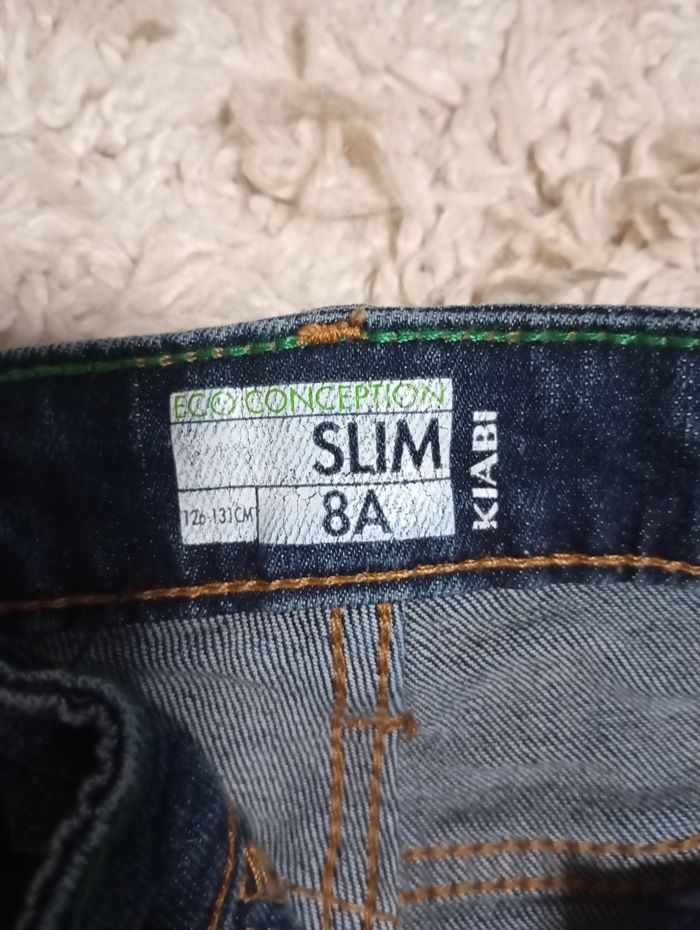 ECO CONCEPTION
SLIM
126-131CM
8A
KIABI